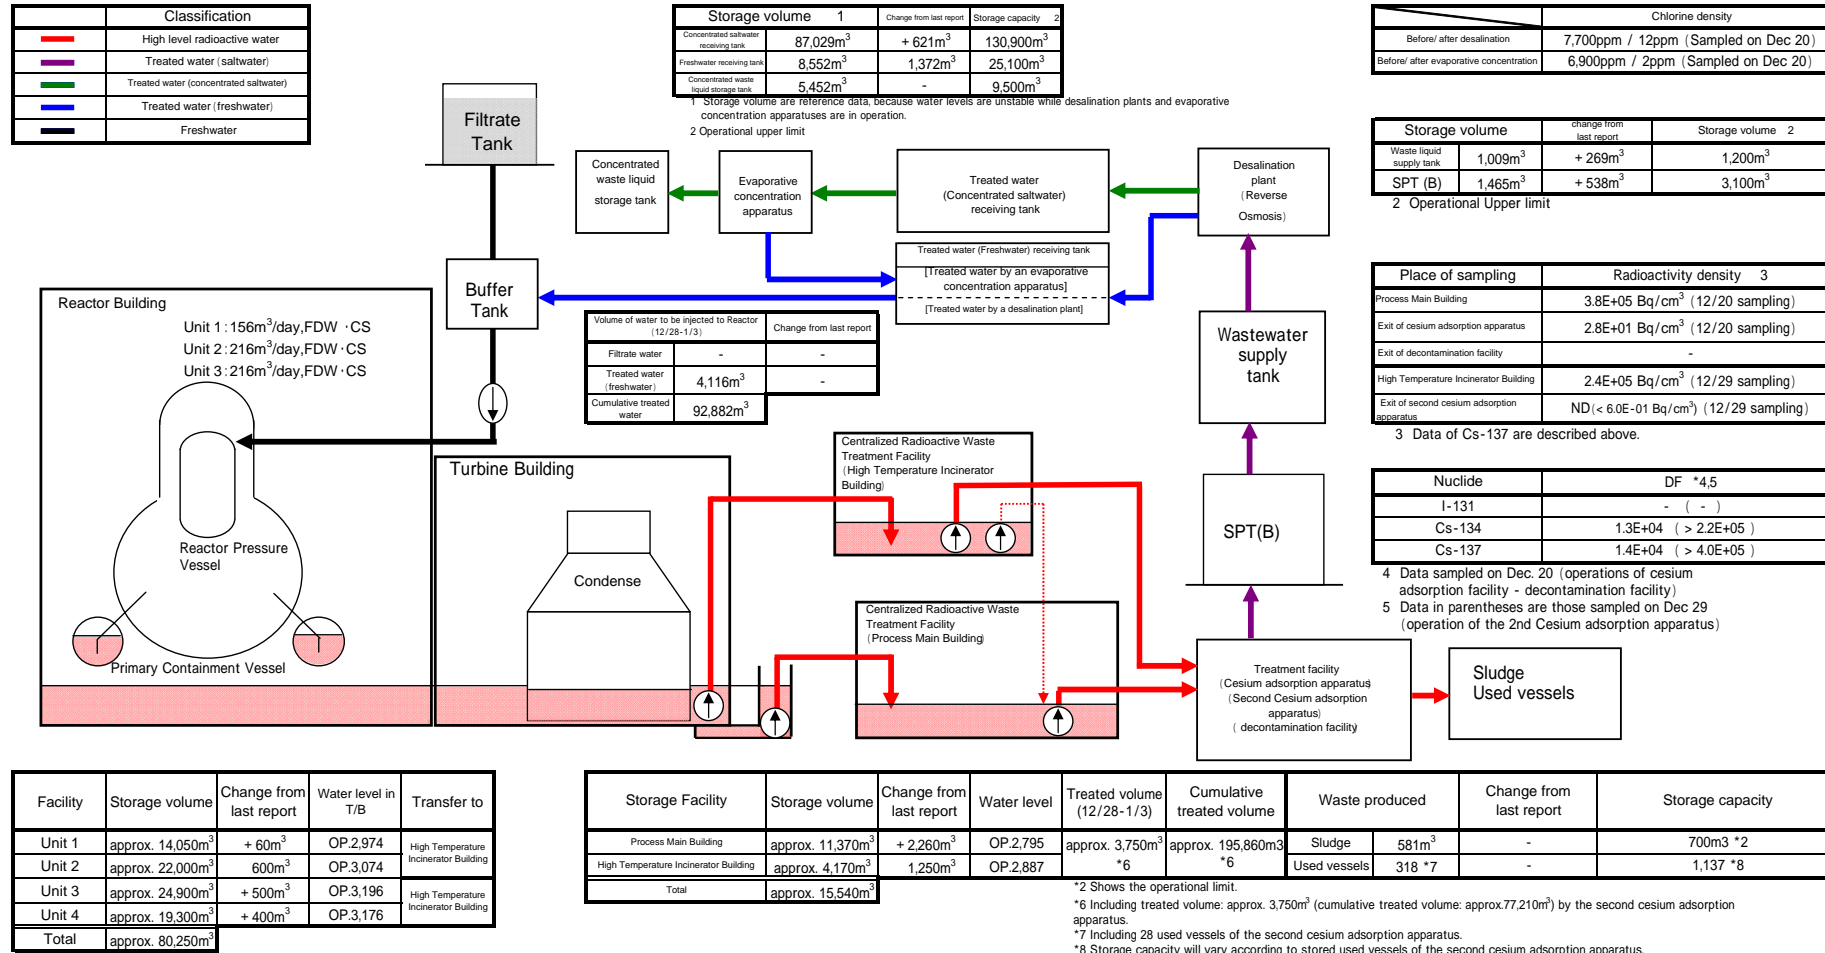 Classification
High level radioactive water
Treated water (saltwater)
Treated water (concentrated saltwater)
Treated water (freshwater)
Freshwater
Storage volume 1 Change from last report Storage capacity 2
Concentrated saltwater receiving tank 87,029m3 + 621m3 130,900m3
Freshwater receiving tank 8,552m3 1,372m3 25,100m3
Concentrated waste liquid storage tank 5,452m3 - 9,500m3
1 Storage volume are reference data, because water levels are unstable while desalination plants and evaporative
concentration apparatuses are in operation.
2 Operational upper limit
Chlorine density
Before/ after desalination 7,700ppm / 12ppm (Sampled on Dec 20)
Before/ after evaporative concentration 6,900ppm / 2ppm (Sampled on Dec 20)
Storage volume change from last report Storage volume 2
Waste liquid supply tank 1,009m3 + 269m3 1,200m3
SPT (B) 1,465m3 + 538m3 3,100m3
2 Operational Upper limit
Place of sampling Radioactivity density 3
Process Main Building 3.8E+05 Bq/cm3 (12/20 sampling)
Exit of cesium adsorption apparatus 2.8E+01 Bq/cm3 (12/20 sampling)
Exit of decontamination facility -
High Temperature Incinerator Building 2.4E+05 Bq/cm3 (12/29 sampling)
Exit of second cesium adsorption apparatus ND(< 6.0E-01 Bq/cm3) (12/29 sampling)
3 Data of Cs-137 are described above.
Nuclide DF *4,5
I-131 - ( - )
Cs-134 1.3E+04 ( > 2.2E+05 )
Cs-137 1.4E+04 ( > 4.0E+05 )
4 Data sampled on Dec. 20 (operations of cesium
adsorption facility - decontamination facility)
5 Data in parentheses are those sampled on Dec 29
(operation of the 2nd Cesium adsorption apparatus)
Filtrate
Tank
Buffer
Tank
Concentrated
waste liquid
storage tank
Evaporative
concentration
apparatus
Treated water
(Concentrated saltwater)
receiving tank
Desalination
plant
(Reverse
Osmosis)
Treated water (Freshwater) receiving tank
[Treated water by an evaporative
concentration apparatus]
[Treated water by a desalination plant]
Wastewater
supply
tank
SPT(B)
Volume of water to be injected to Reactor (12/28-1/3) Change from last report
Filtrate water - -
Treated water (freshwater) 4,116m3 -
Cumulative treated water 92,882m3
Reactor Building
Unit 1 : 156m3/day,FDW ･CS
Unit 2 : 216m3/day,FDW ･CS
Unit 3 : 216m3/day,FDW ･CS
Reactor Pressure
Vessel
Primary Containment Vessel
Turbine Building
Condense
Centralized Radioactive Waste
Treatment Facility
(High Temperature Incinerator
Building)
Centralized Radioactive Waste
Treatment Facility
(Process Main Building)
Treatment facility
(Cesium adsorption apparatus)
(Second Cesium adsorption
apparatus)
( decontamination facility)
Sludge
Used vessels
Facility Storage volume Change from last report Water level in T/B Transfer to
Unit 1 approx. 14,050m3 + 60m3 OP.2,974 High Temperature Incinerator Building
Unit 2 approx. 22,000m3 600m3 OP.3,074
Unit 3 approx. 24,900m3 + 500m3 OP.3,196 High Temperature Incinerator Building
Unit 4 approx. 19,300m3 + 400m3 OP.3,176
Total approx. 80,250m3
Storage Facility Storage volume Change from last report Water level Treated volume (12/28-1/3) Cumulative treated volume Waste produced Change from last report Storage capacity
Process Main Building approx. 11,370m3 + 2,260m3 OP.2,795 approx. 3,750m3 *6 approx. 195,860m3 *6 Sludge 581m3 - 700m3 *2
High Temperature Incinerator Building approx. 4,170m3 1,250m3 OP.2,887 Used vessels 318 *7 - 1,137 *8
Total approx. 15,540m3
*2 Shows the operational limit.
*6 Including treated volume: approx. 3,750m3 (cumulative treated volume: approx.77,210m3) by the second cesium adsorption
apparatus.
*7 Including 28 used vessels of the second cesium adsorption apparatus.
*8 Storage capacity will vary according to stored used vessels of the second cesium adsorption apparatus.